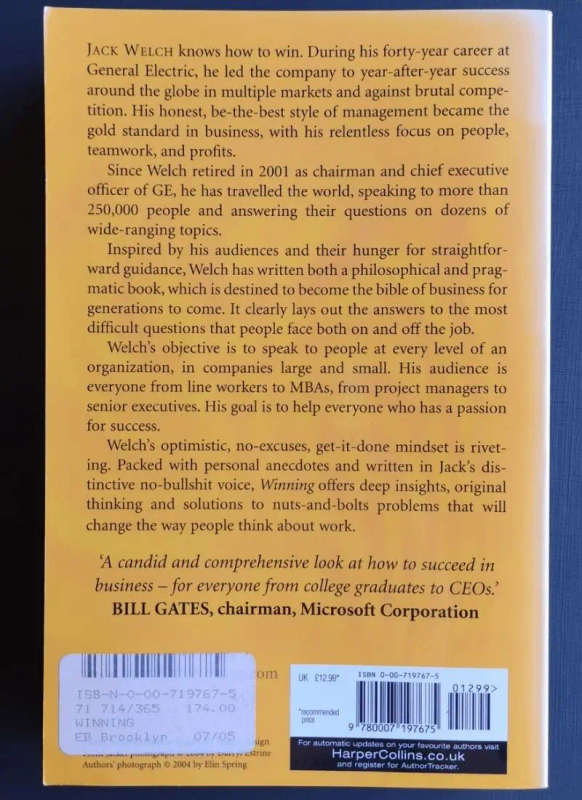 JACK WELCH knows how to win. During his forty-year career at
General Electric, he led the company to year-after-year success
around the globe in multiple markets and against brutal compe-
tition. His honest, be-the-best style of management became the
gold standard in business, with his relentless focus on people,
teamwork, and profits.
Since Welch retired in 2001 as chairman and chief executive
officer of GE, he has travelled the world, speaking to more than
250,000 people and answering their questions on dozens of
wide-ranging topics.
Inspired by his audiences and their hunger for straightfor-
ward guidance, Welch has written both a philosophical and prag-
matic book, which is destined to become the bible of business for
generations to come. It clearly lays out the answers to the most
difficult questions that people face both on and off the job.
Welch's objective is to speak to people at every level of an
organization, in companies large and small. His audience is
everyone from line workers to MBAs, from project managers to
senior executives. His goal is to help everyone who has a passion
for success.
Welch's optimistic, no-excuses, get-it-done mindset is rivet-
ing. Packed with personal anecdotes and written in Jack's dis-
tinctive no-bullshit voice, Winning offers deep insights, original
thinking and solutions to nuts-and-bolts problems that will
change the way people think about work.
'A candid and comprehensive look at how to succeed in
business – for everyone from college graduates to CEOs.'
BILL GATES, chairman, Microsoft Corporation
com
ISB-N-0-00-719767-5
71 714/365 174.00
WINNING
EB Brooklyn 07/05
sign
photograph © 2004 by Estrine
Authors' photograph © 2004 by Elin Spring
UK £12.99*
*recommended
price
ISBN 0-00-719767-5
01299>
9 780007 197675
For automatic updates on your favourite authors visit
HarperCollins.co.uk
and register for AuthorTracker.